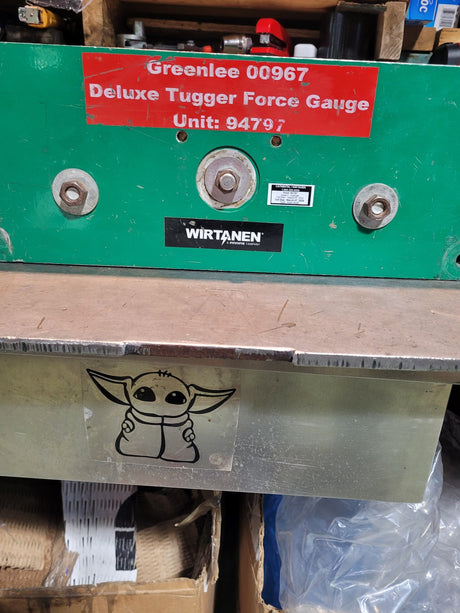 Greenlee 00967
Deluxe Tugger Force Gauge
Unit: 94797
WIRTANEN